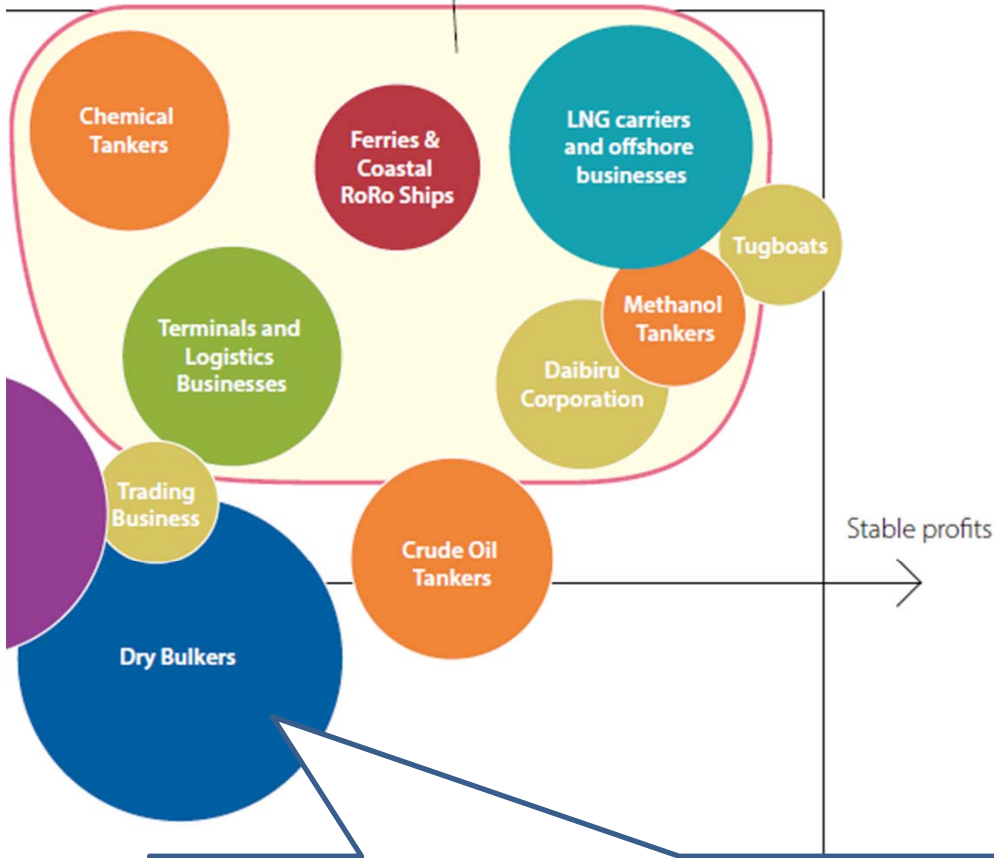 Chemical
Tankers
Ferries &
Coastal
RoRo Ships
LNG carriers
and offshore
businesses
Tugboats
Methanol
Tankers
Terminals and
Logistics
Businesses
Daibiru
Corporation
Trading
Business
Crude Oil
Tankers
Stable profits
Dry Bulkers